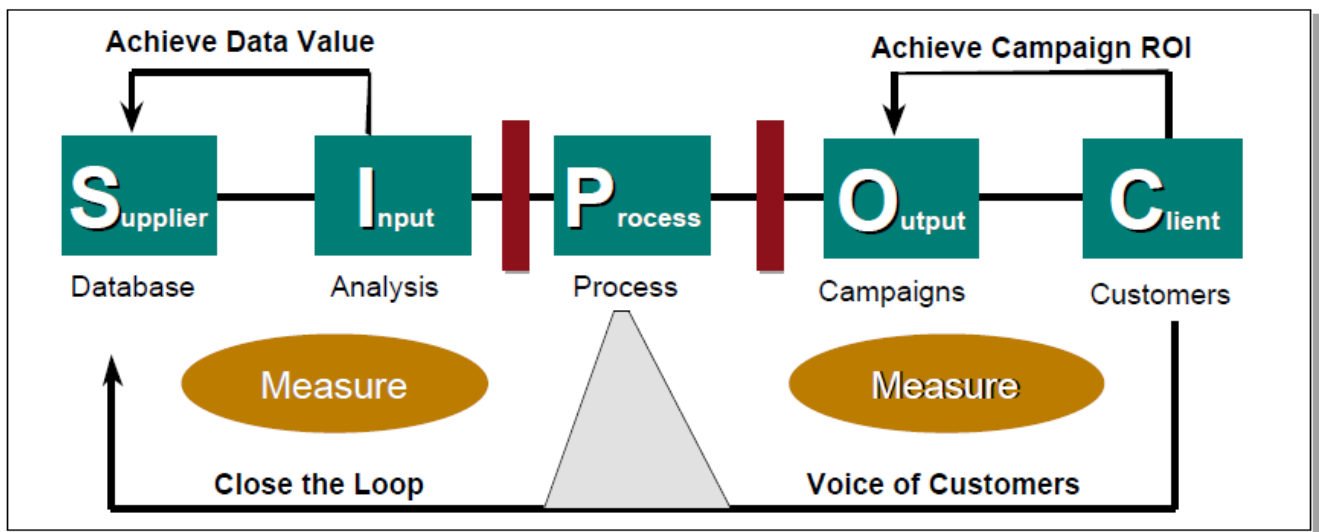 Achieve Data Value
Achieve Campaign ROI
Supplier
Input
Process
Output
Client
Database
Analysis
Process
Campaigns
Customers
Measure
Measure
Close the Loop
Voice of Customers